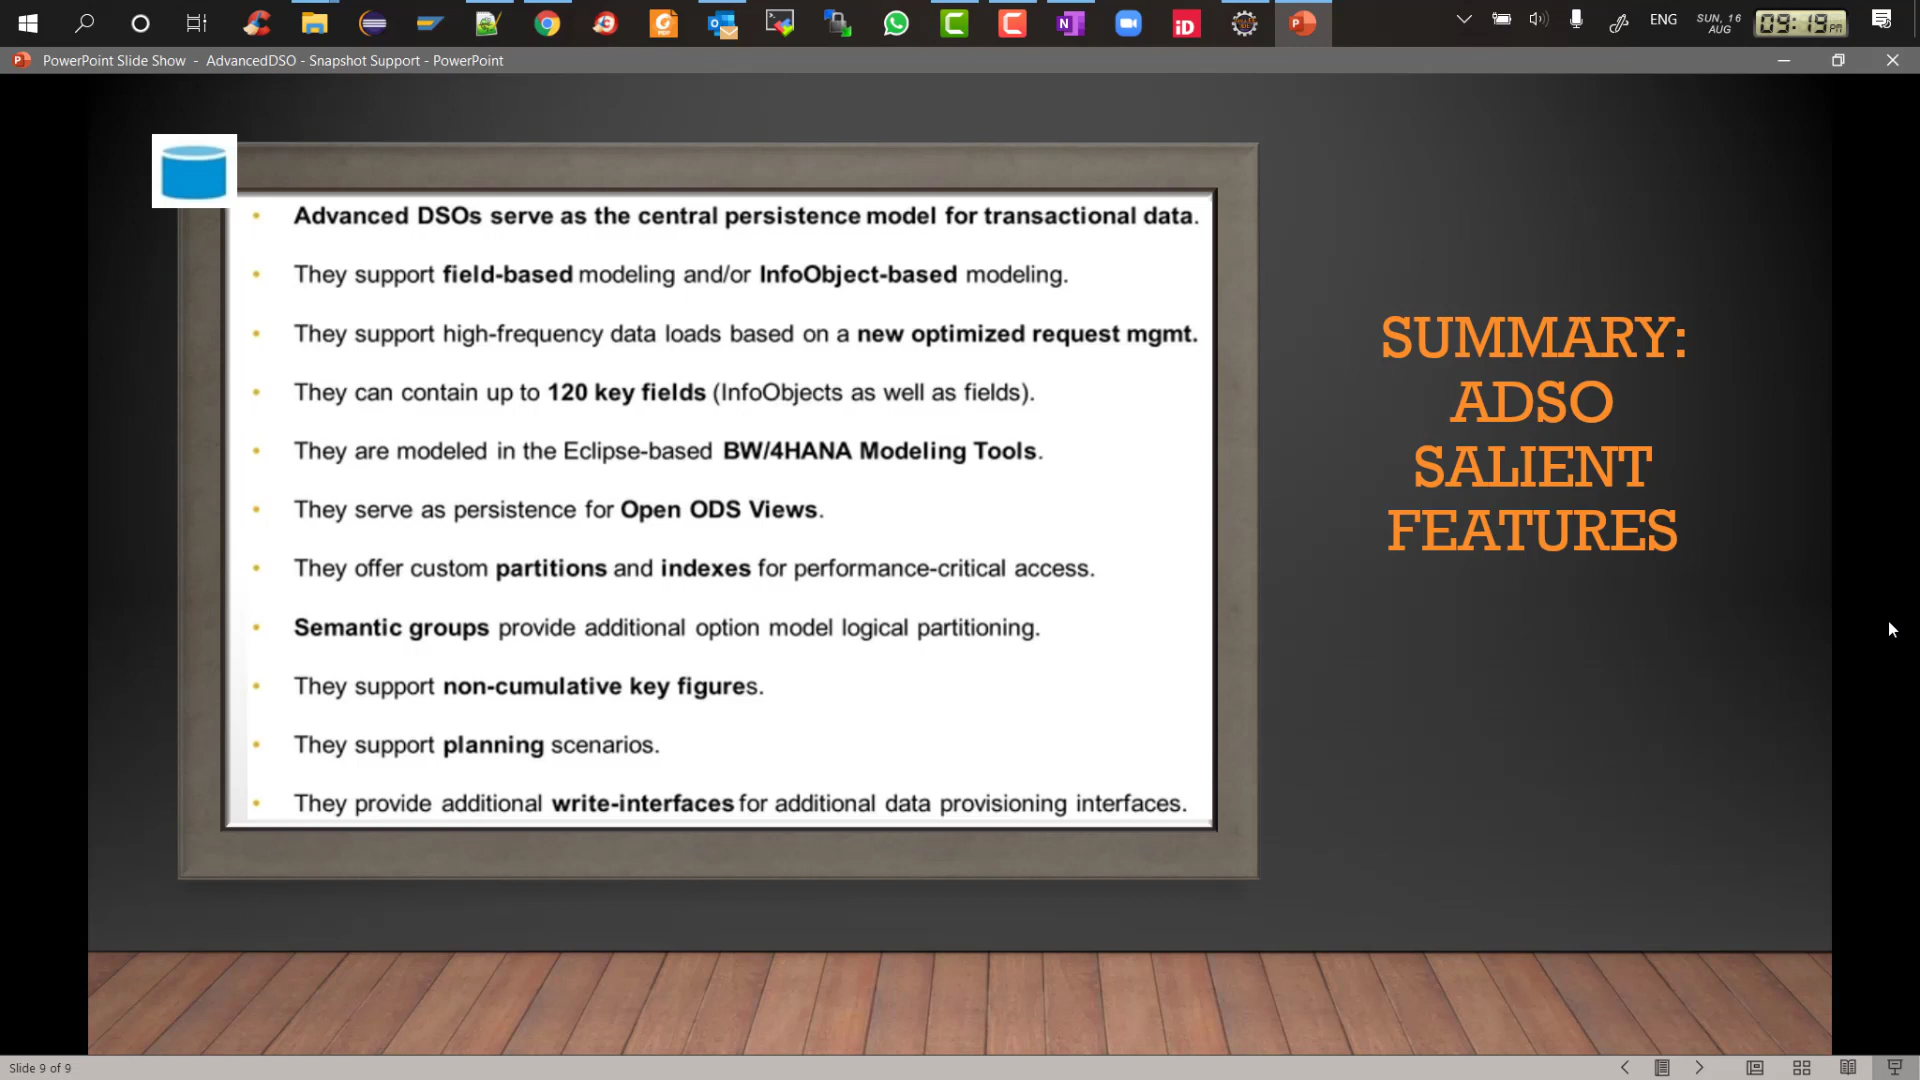 ENG
SUN, 16
AUG
09:19 PM
PowerPoint Slide Show - AdvancedDSO - Snapshot Support - PowerPoint
• Advanced DSOs serve as the central persistence model for transactional data.
• They support field-based modeling and/or InfoObject-based modeling.
• They support high-frequency data loads based on a new optimized request mgmt.
• They can contain up to 120 key fields (InfoObjects as well as fields).
• They are modeled in the Eclipse-based BW/4HANA Modeling Tools.
• They serve as persistence for Open ODS Views.
• They offer custom partitions and indexes for performance-critical access.
• Semantic groups provide additional option model logical partitioning.
• They support non-cumulative key figures.
• They support planning scenarios.
• They provide additional write-interfaces for additional data provisioning interfaces.
SUMMARY:
ADSO
SALIENT
FEATURES
Slide 9 of 9